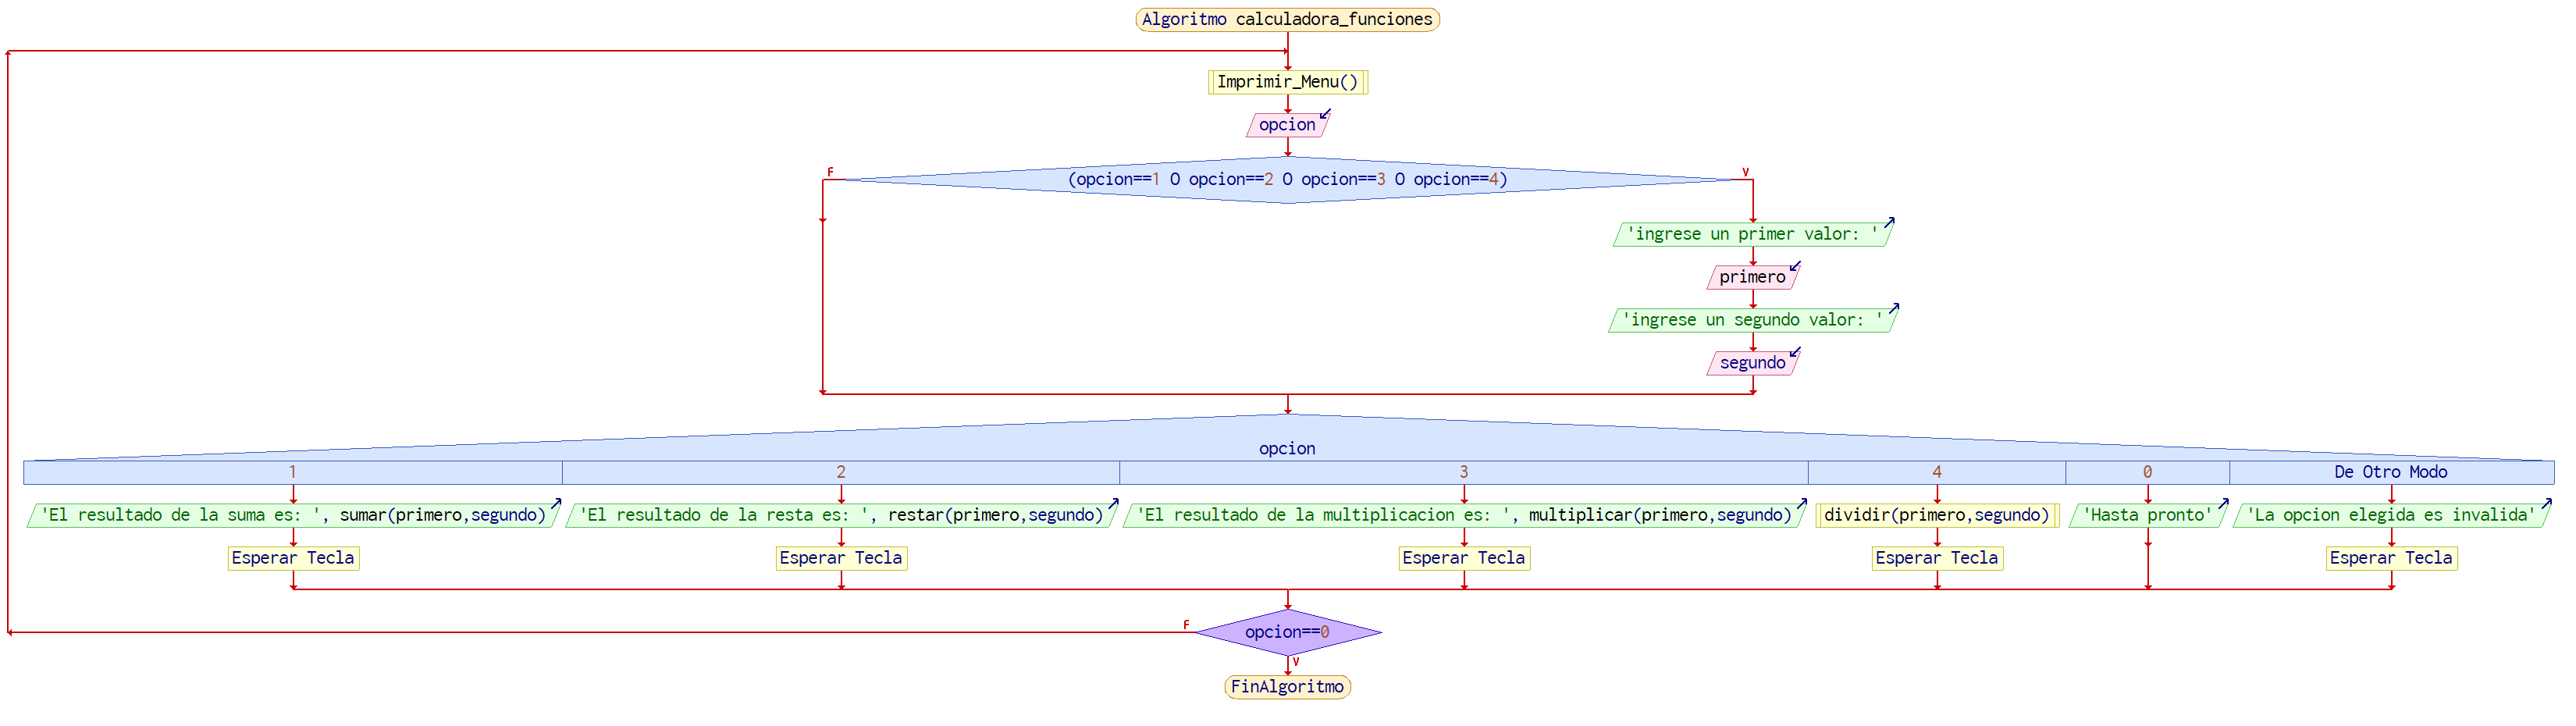 Algoritmo calculadora_funciones
Imprimir_Menu()
opcion
F
(opcion==1 O opcion==2 O opcion==3 O opcion==4)
V
'ingrese un primer valor: '
primero
'ingrese un segundo valor: '
segundo
opcion
1
2
3
4
0
De Otro Modo
'El resultado de la suma es: ', sumar(primero,segundo)
'El resultado de la resta es: ', restar(primero,segundo)
'El resultado de la multiplicacion es: ', multiplicar(primero,segundo)
dividir(primero,segundo)
'Hasta pronto'
'La opcion elegida es invalida'
Esperar Tecla
Esperar Tecla
Esperar Tecla
Esperar Tecla
Esperar Tecla
F
opcion==0
V
FinAlgoritmo